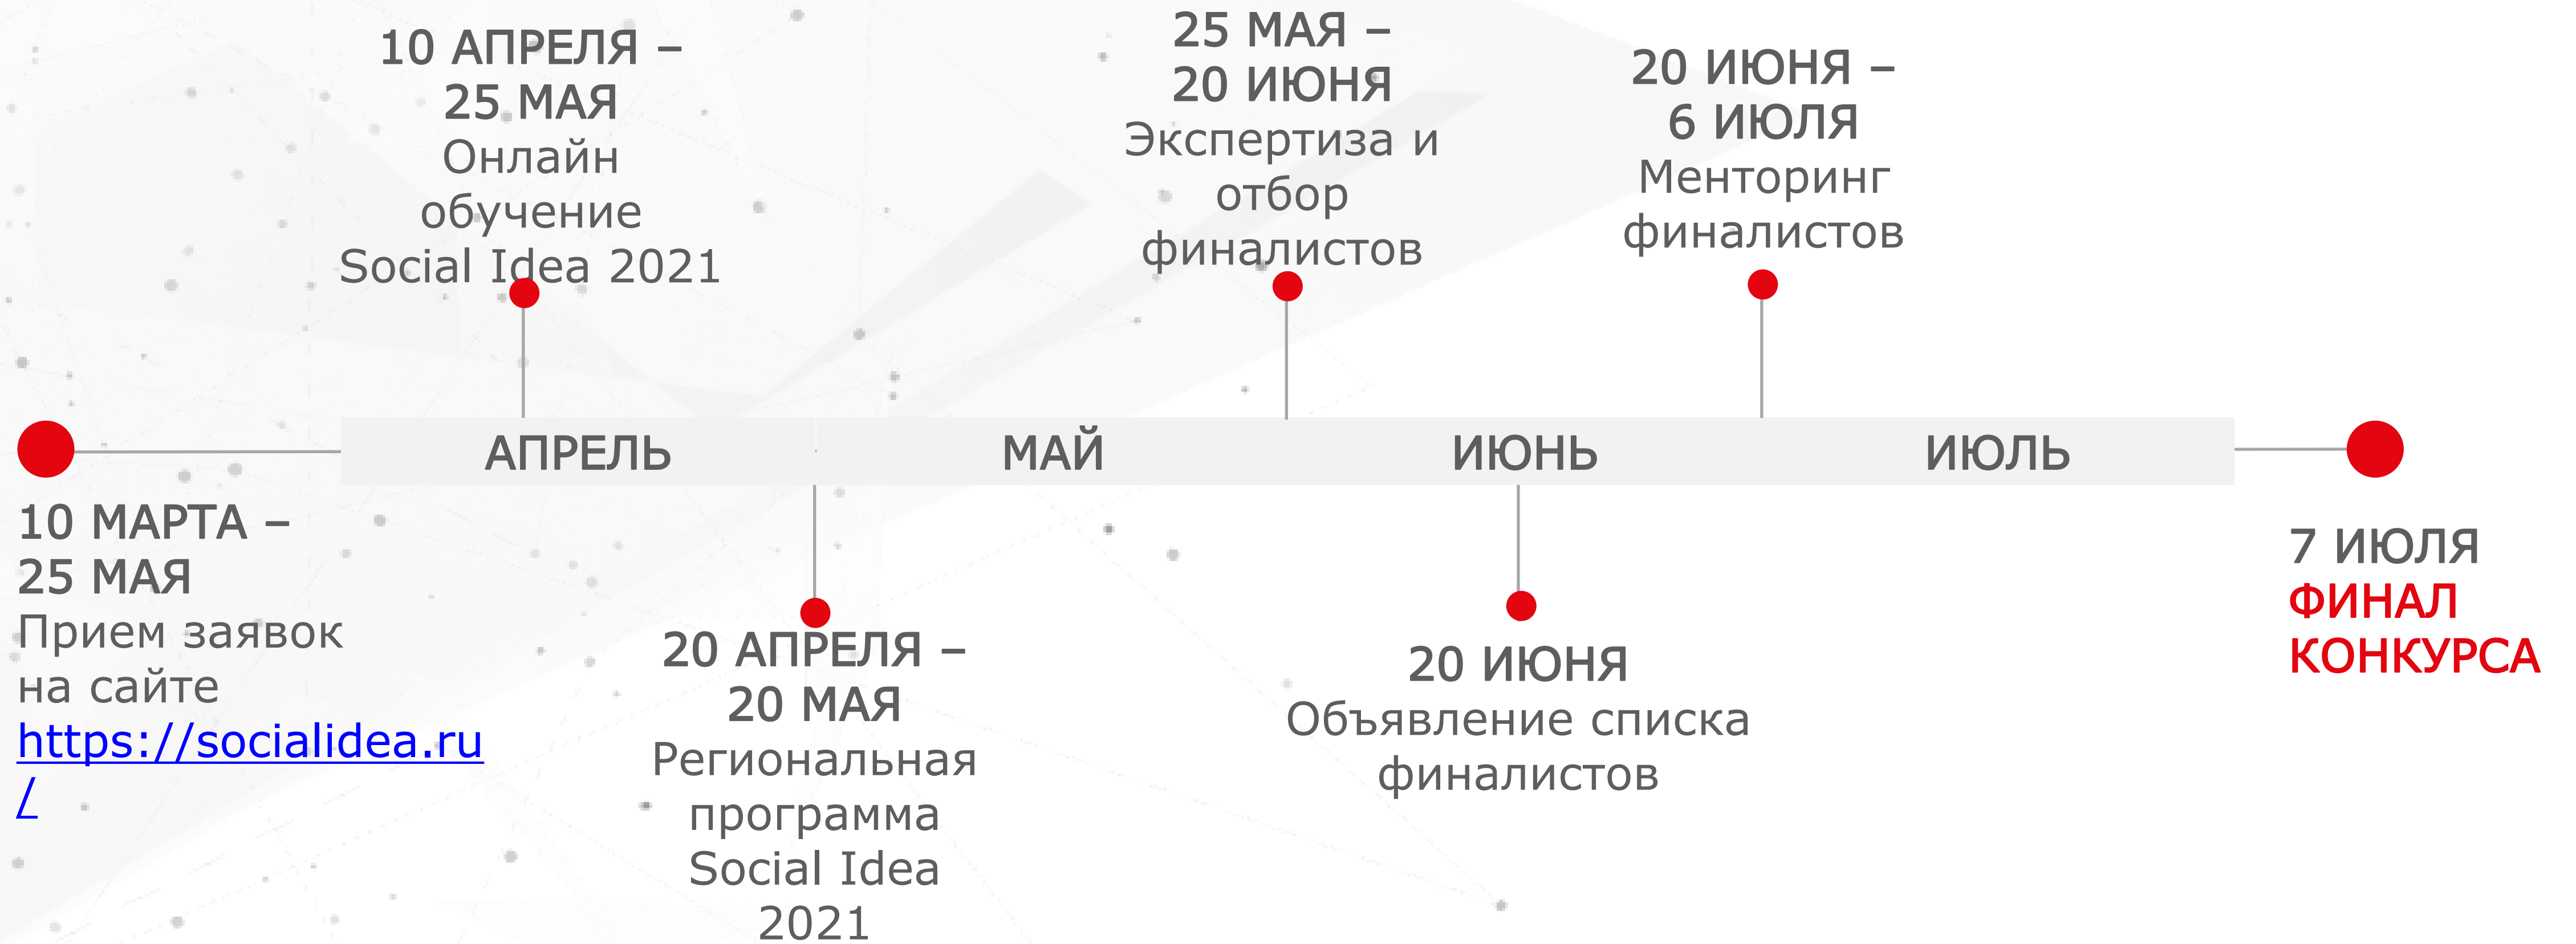 10 АПРЕЛЯ –
25 МАЯ
Онлайн
обучение
Social Idea 2021
25 МАЯ –
20 ИЮНЯ
Экспертиза и
отбор
финалистов
20 ИЮНЯ –
6 ИЮЛЯ
Менторинг
финалистов
АПРЕЛЬ
МАЙ
ИЮНЬ
ИЮЛЬ
10 МАРТА –
25 МАЯ
Прием заявок
на сайте
https://socialidea.ru
/
20 АПРЕЛЯ –
20 МАЯ
Региональная
программа
Social Idea
2021
20 ИЮНЯ
Объявление списка
финалистов
7 ИЮЛЯ
ФИНАЛ
КОНКУРСА